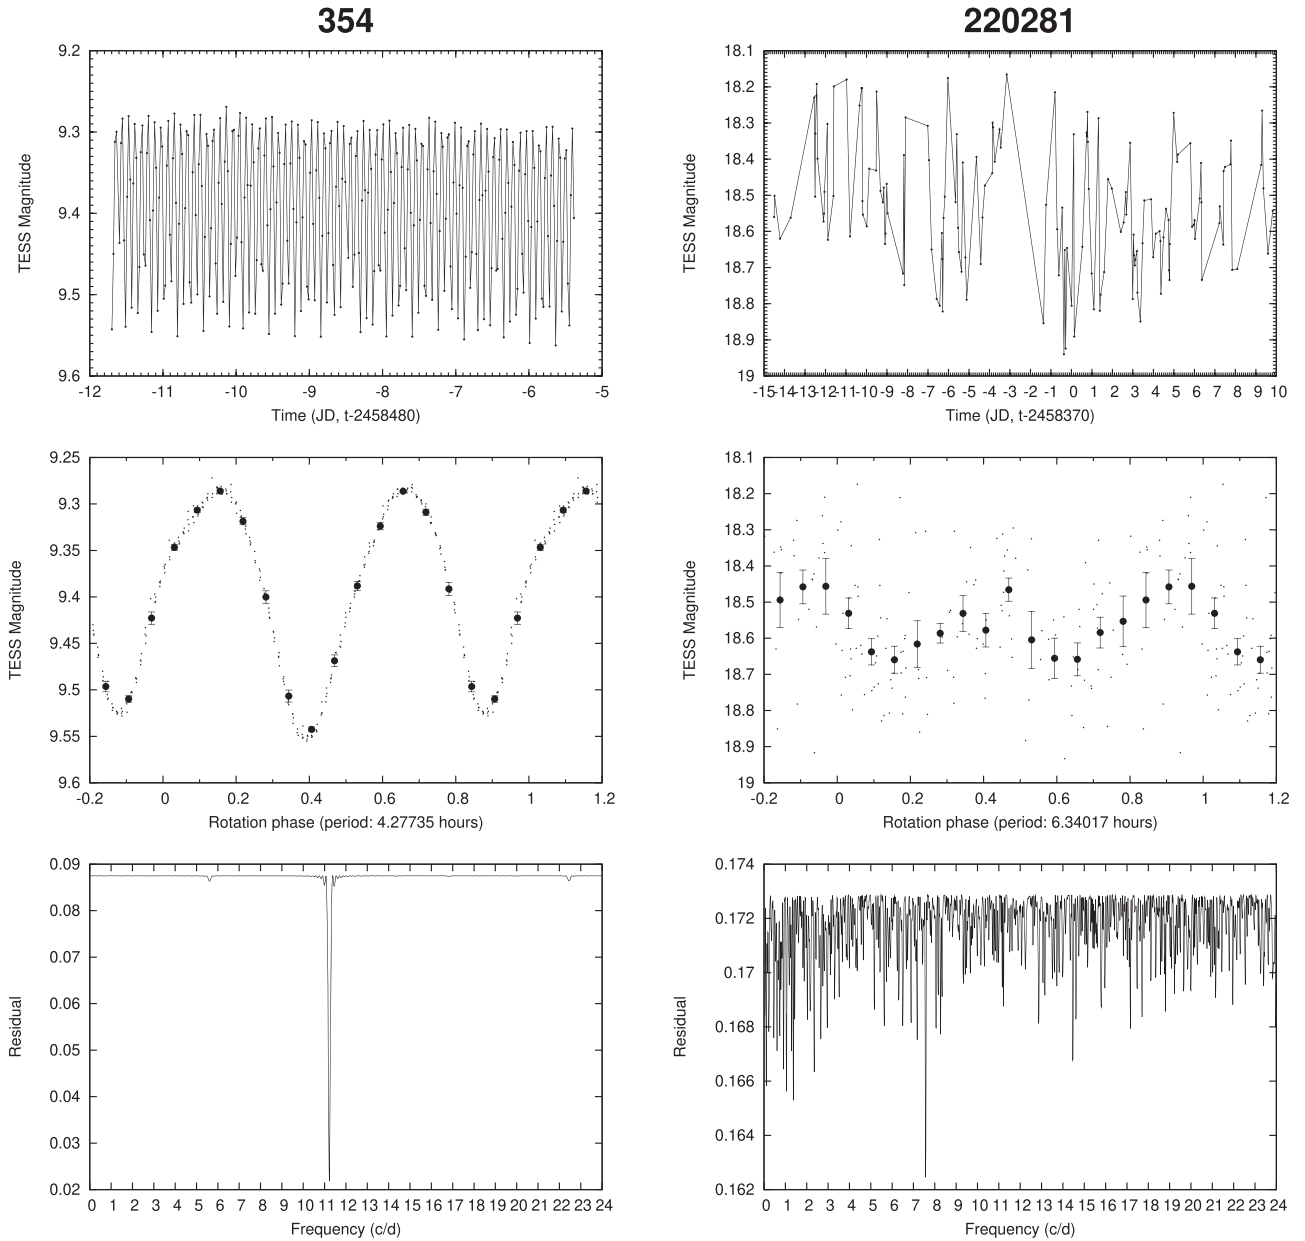 354
9.2
9.3
9.4
9.5
9.6
TESS Magnitude
-12 -11 -10 -9 -8 -7 -6 -5
Time (JD, t-2458480)
220281
18.1
18.2
18.3
18.4
18.5
18.6
18.7
18.8
18.9
19
TESS Magnitude
-15 -14 -13 -12 -11 -10 -9 -8 -7 -6 -5 -4 -3 -2 -1 0 1 2 3 4 5 6 7 8 9 10
Time (JD, t-2458370)
9.25
9.3
9.35
9.4
9.45
9.5
9.55
9.6
TESS Magnitude
-0.2 0 0.2 0.4 0.6 0.8 1 1.2
Rotation phase (period: 4.27735 hours)
18.1
18.2
18.3
18.4
18.5
18.6
18.7
18.8
18.9
19
TESS Magnitude
-0.2 0 0.2 0.4 0.6 0.8 1 1.2
Rotation phase (period: 6.34017 hours)
0.09
0.08
0.07
0.06
0.05
0.04
0.03
0.02
Residual
0 1 2 3 4 5 6 7 8 9 10 11 12 13 14 15 16 17 18 19 20 21 22 23 24
Frequency (c/d)
0.174
0.172
0.17
0.168
0.166
0.164
0.162
Residual
0 1 2 3 4 5 6 7 8 9 10 11 12 13 14 15 16 17 18 19 20 21 22 23 24
Frequency (c/d)